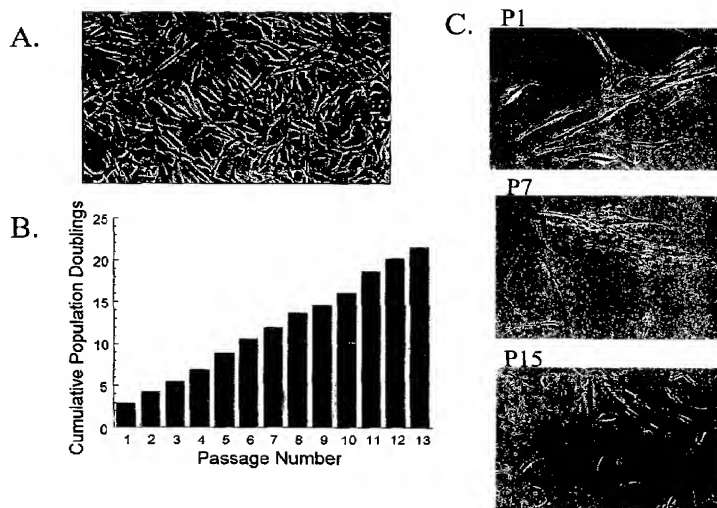 A.
B.
Cumulative Population Doublings
25
20
15
10
5
0
1 2 3 4 5 6 7 8 9 10 11 12 13
Passage Number
C.
P1
P7
P15